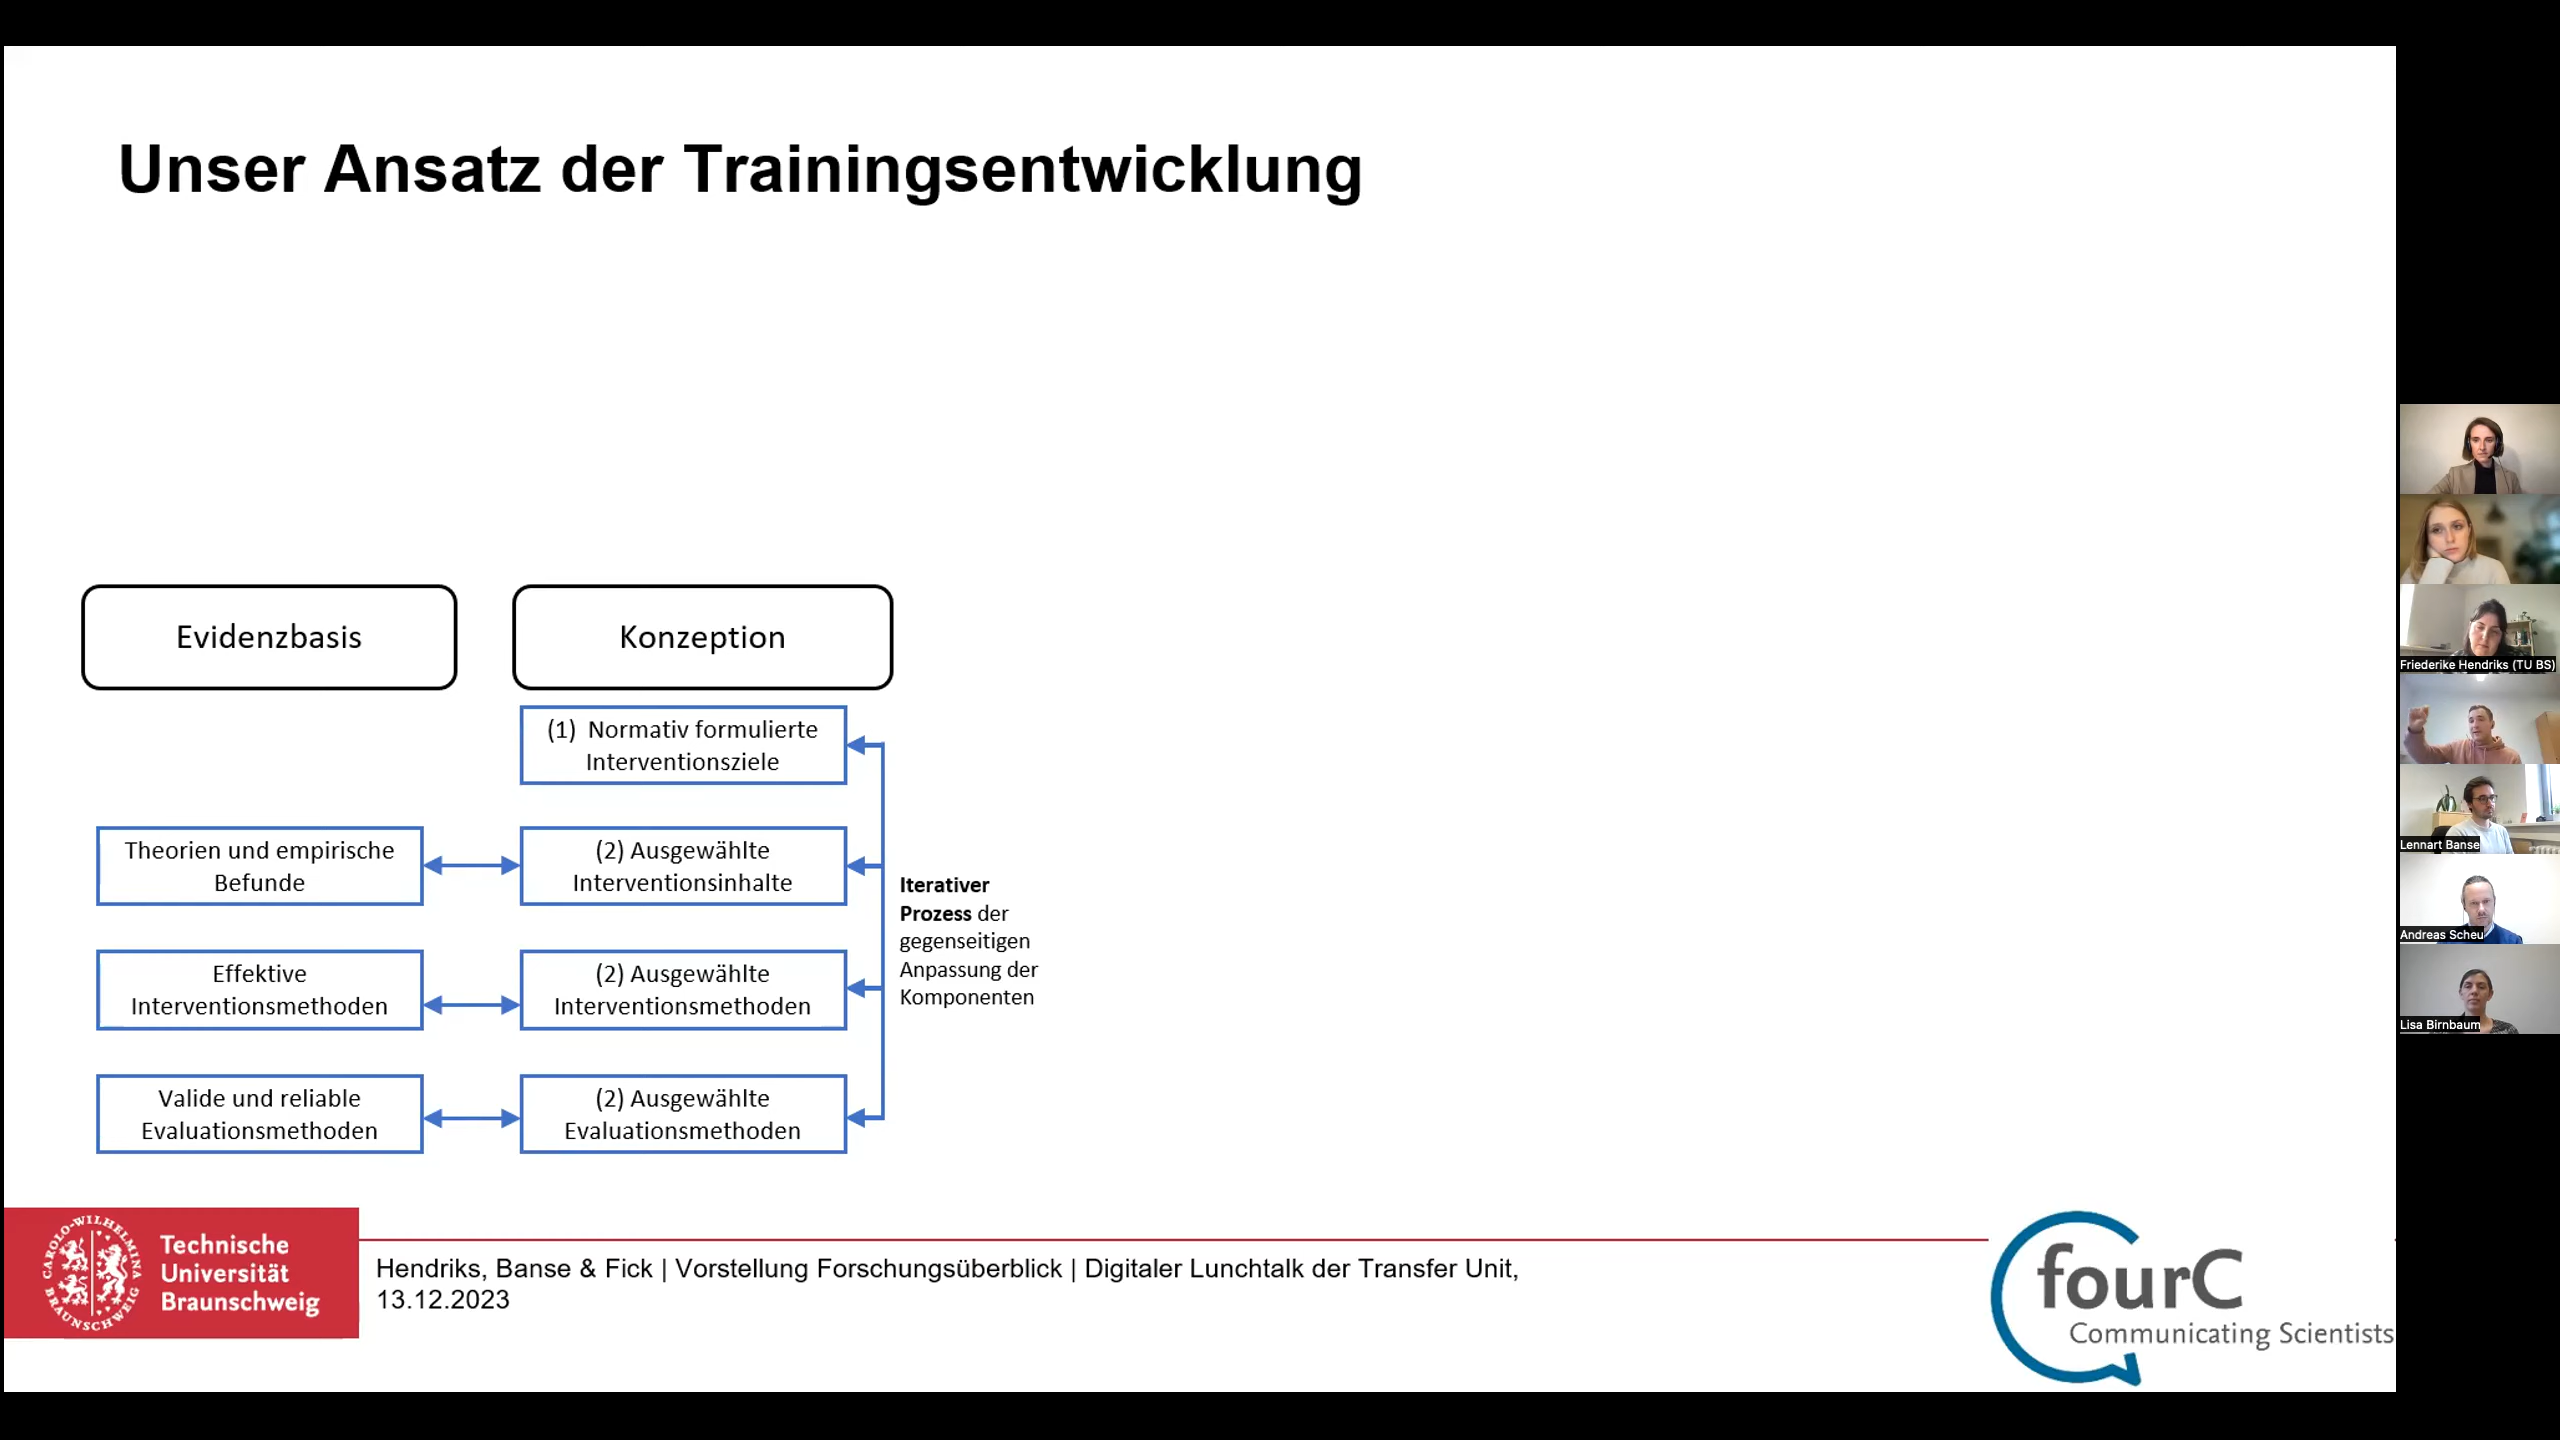 Unser Ansatz der Trainingsentwicklung
Evidenzbasis
Konzeption
(1) Normativ formulierte
Interventionsziele
Theorien und empirische
Befunde
(2) Ausgewählte
Interventionsinhalte
Effektive
Interventionsmethoden
(2) Ausgewählte
Interventionsmethoden
Valide und reliable
Evaluationsmethoden
(2) Ausgewählte
Evaluationsmethoden
Iterativer
Prozess der
gegenseitigen
Anpassung der
Komponenten
CAROLO-WILHELMINA
BRAUNSCHWEIG
Technische
Universität
Braunschweig
Hendriks, Banse & Fick | Vorstellung Forschungsüberblick | Digitaler Lunchtalk der Transfer Unit,
13.12.2023
fourC
Communicating Scientists
Friederike Hendriks (TU BS)
Lennart Banse
Andreas Scheu
Lisa Birnbaum